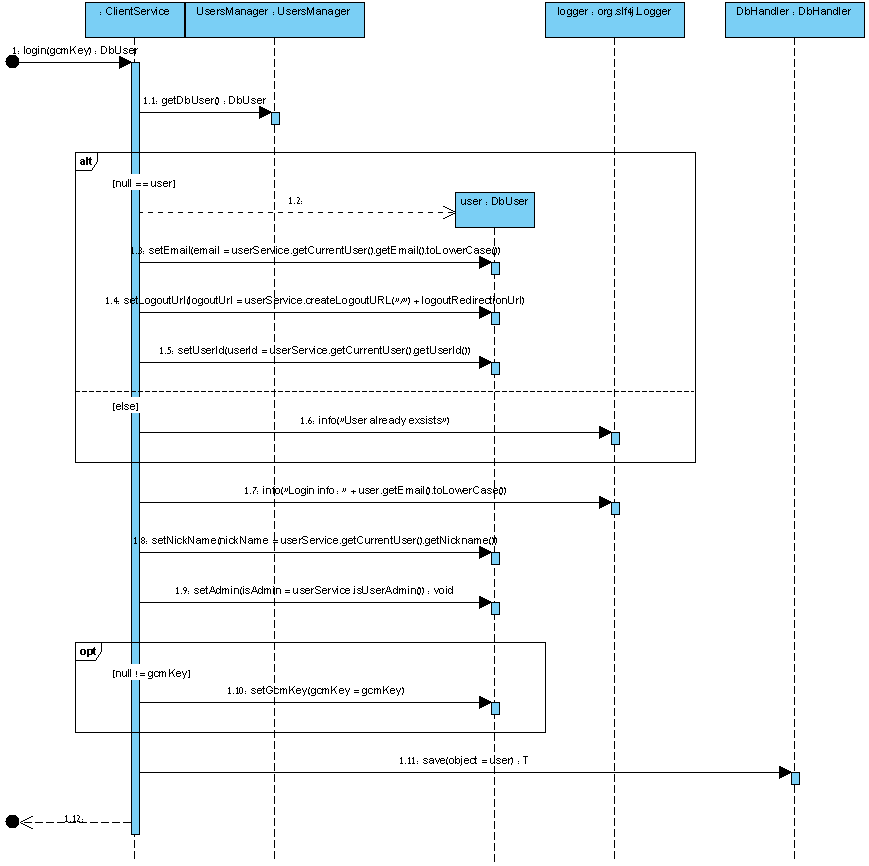 : ClientService
UsersManager : UsersManager
logger : org.slf4j.Logger
DbHandler : DbHandler
1: login(gcmKey) : DbUser
1.1: getDbUser() : DbUser
alt
[null == user]
1.2:
user : DbUser
1.3: setEmail(email = userService.getCurrentUser().getEmail().toLowerCase())
1.4: setLogoutUrl(logoutUrl = userService.createLogoutURL("/") + logoutRedirectionUrl)
1.5: setUserId(userId = userService.getCurrentUser().getUserId())
[else]
1.6: info("User already exsists")
1.7: info("Login info : " + user.getEmail().toLowerCase())
1.8: setNickName(nickName = userService.getCurrentUser().getNickname())
1.9: setAdmin(isAdmin = userService.isUserAdmin()) : void
opt
[null != gcmKey]
1.10: setGcmKey(gcmKey = gcmKey)
1.11: save(object = user) : T
1.12: